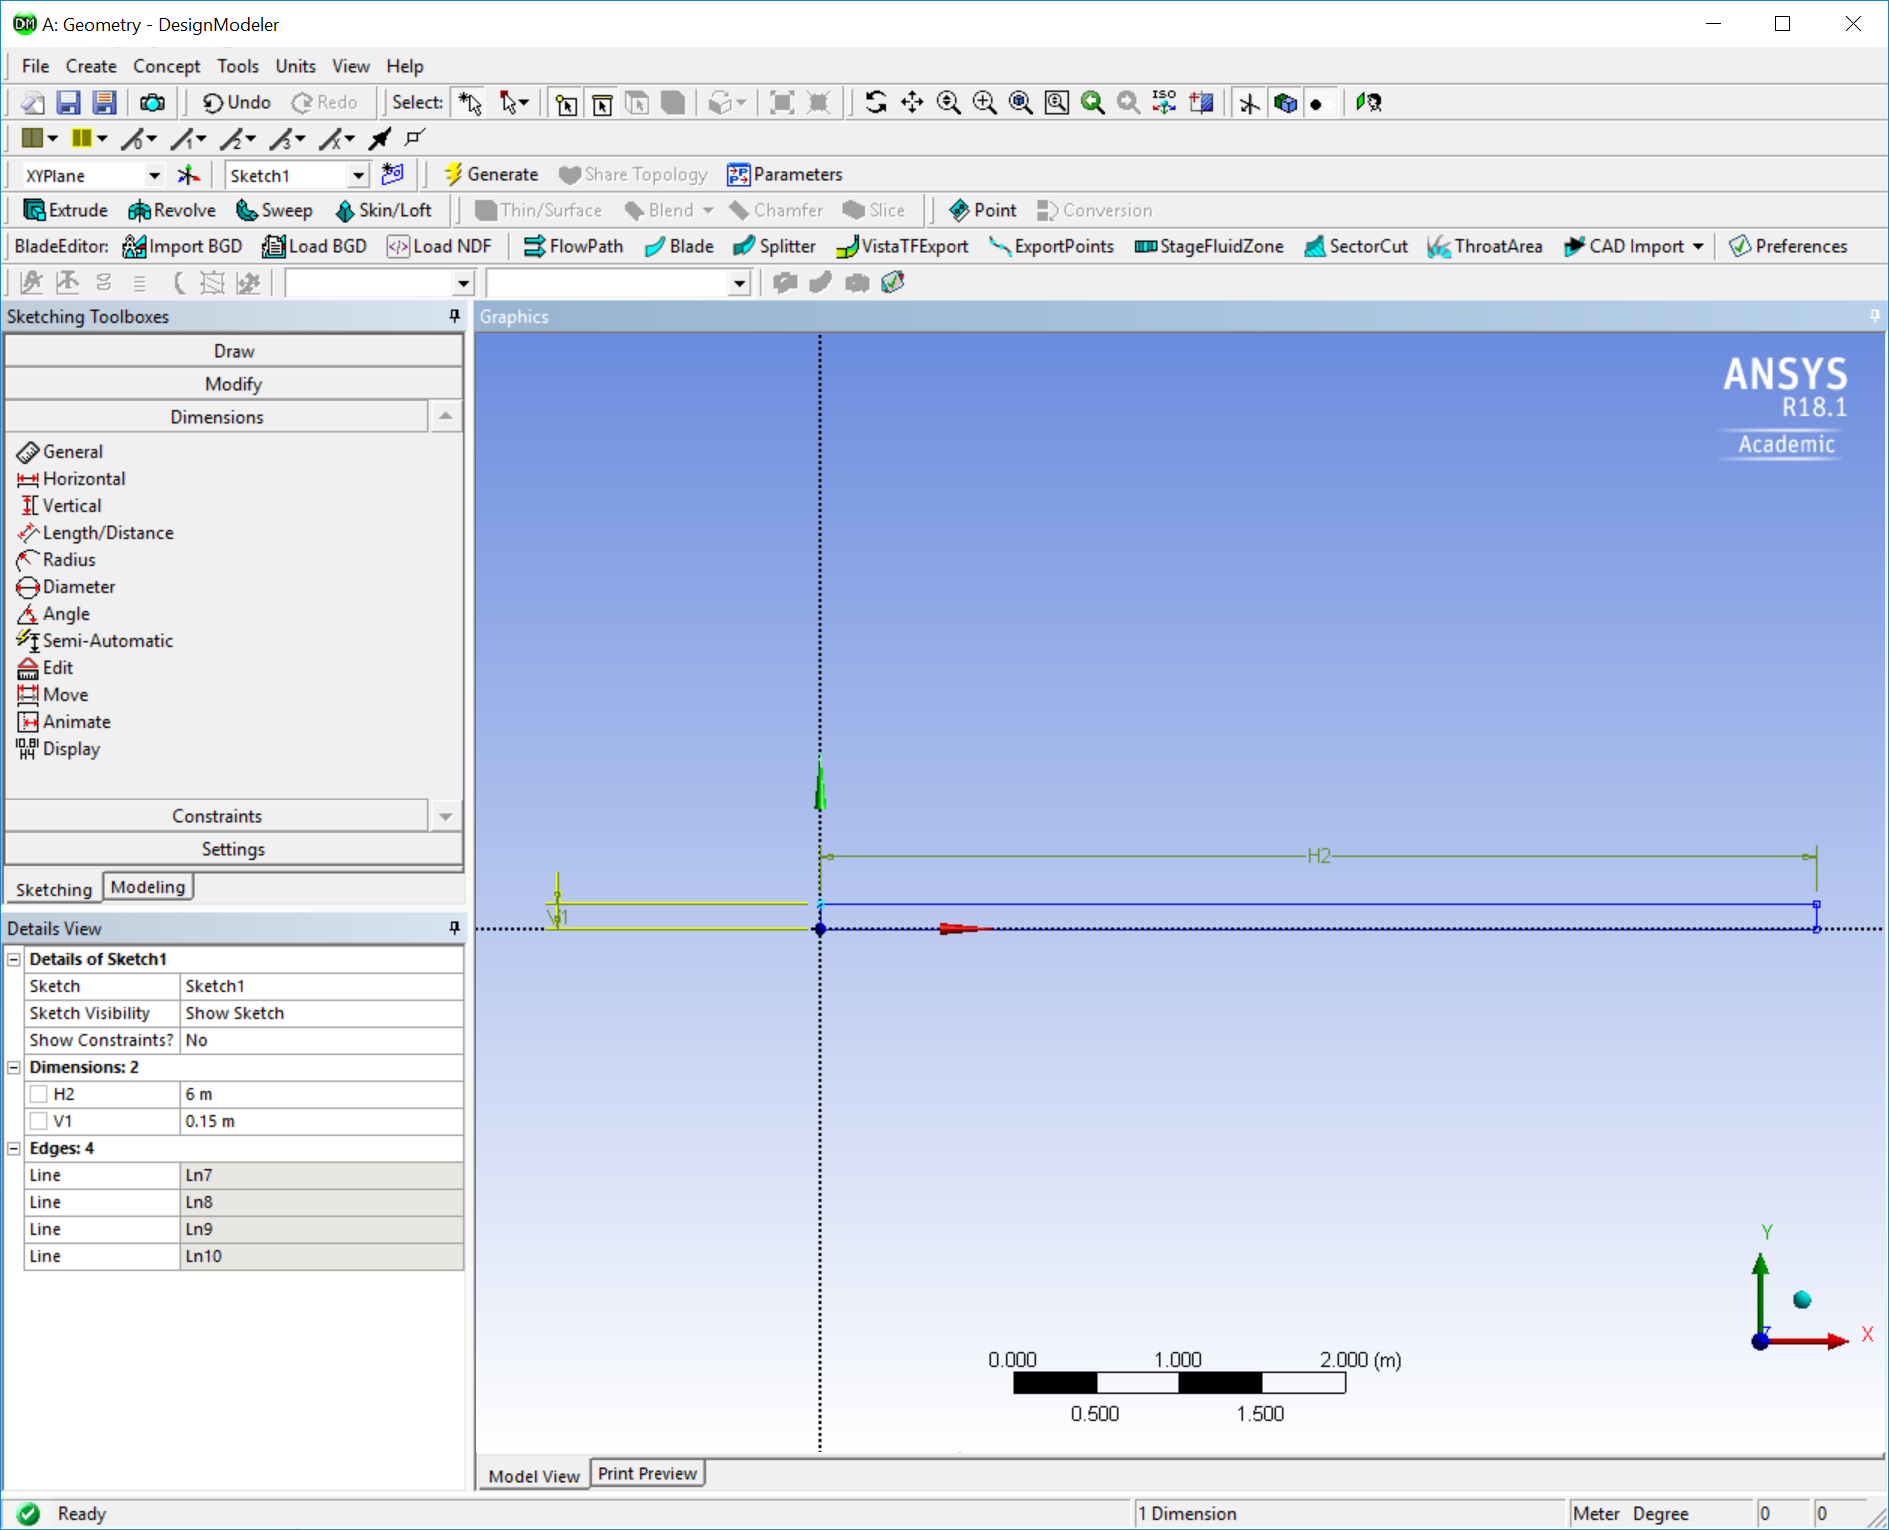 A: Geometry - DesignModeler
File Create Concept Tools Units View Help
Undo Redo Select: ISO
XYPlane Sketch1 Generate Share Topology Parameters
Extrude Revolve Sweep Skin/Loft Thin/Surface Blend Chamfer Slice Point Conversion
BladeEditor: Import BGD Load BGD Load NDF FlowPath Blade Splitter VistaTFExport ExportPoints StageFluidZone SectorCut ThroatArea CAD Import Preferences
Sketching Toolboxes
Draw
Modify
Dimensions
General
Horizontal
Vertical
Length/Distance
Radius
Diameter
Angle
Semi-Automatic
Edit
Move
Animate
Display
Constraints
Settings
Sketching Modeling
Details View
Details of Sketch1
Sketch Sketch1
Sketch Visibility Show Sketch
Show Constraints? No
Dimensions: 2
H2 6 m
V1 0.15 m
Edges: 4
Line Ln7
Line Ln8
Line Ln9
Line Ln10
Graphics
ANSYS
R18.1
Academic
H2
V1
Y
Z
X
0.000 1.000 2.000 (m)
0.500 1.500
Model View Print Preview
Ready 1 Dimension Meter Degree 0 0